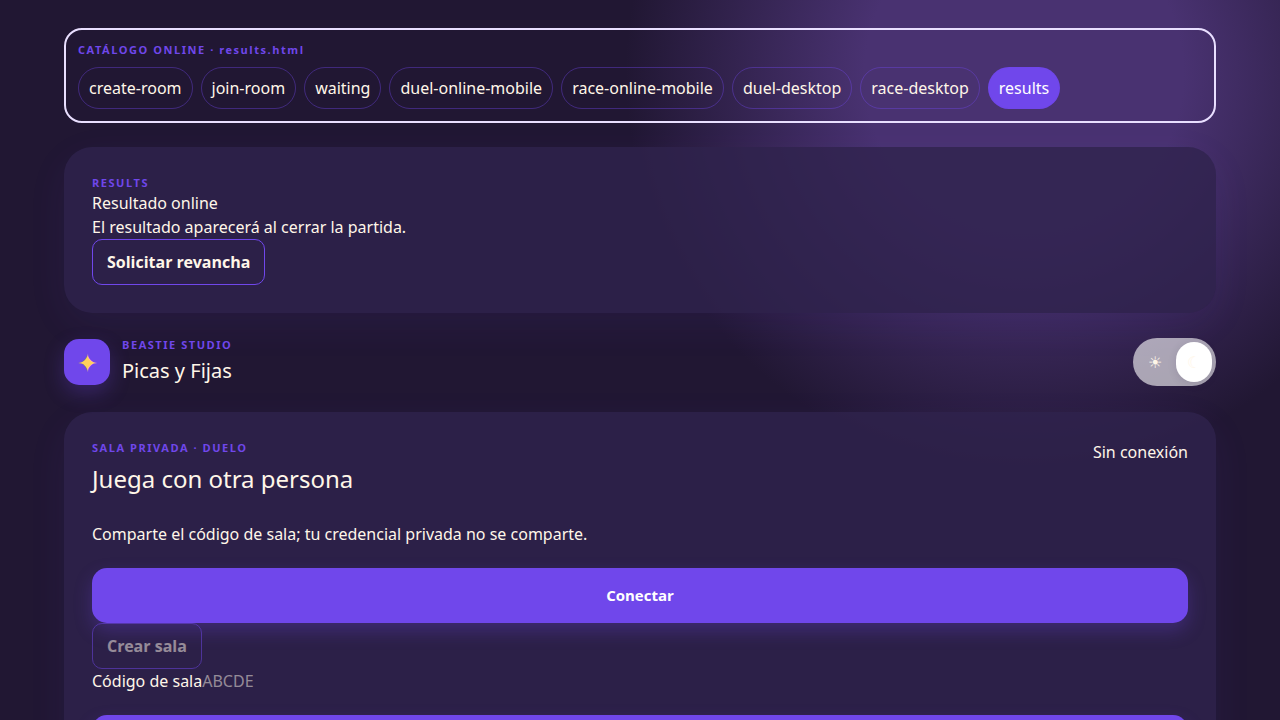 CATÁLOGO ONLINE · results.html
create-room join-room waiting duel-online-mobile race-online-mobile duel-desktop race-desktop results
RESULTS
Resultado online
El resultado aparecerá al cerrar la partida.
Solicitar revancha
BEASTIE STUDIO
Picas y Fijas
SALA PRIVADA · DUELO
Sin conexión
Juega con otra persona
Comparte el código de sala; tu credencial privada no se comparte.
Conectar
Crear sala
Código de salaABCDE